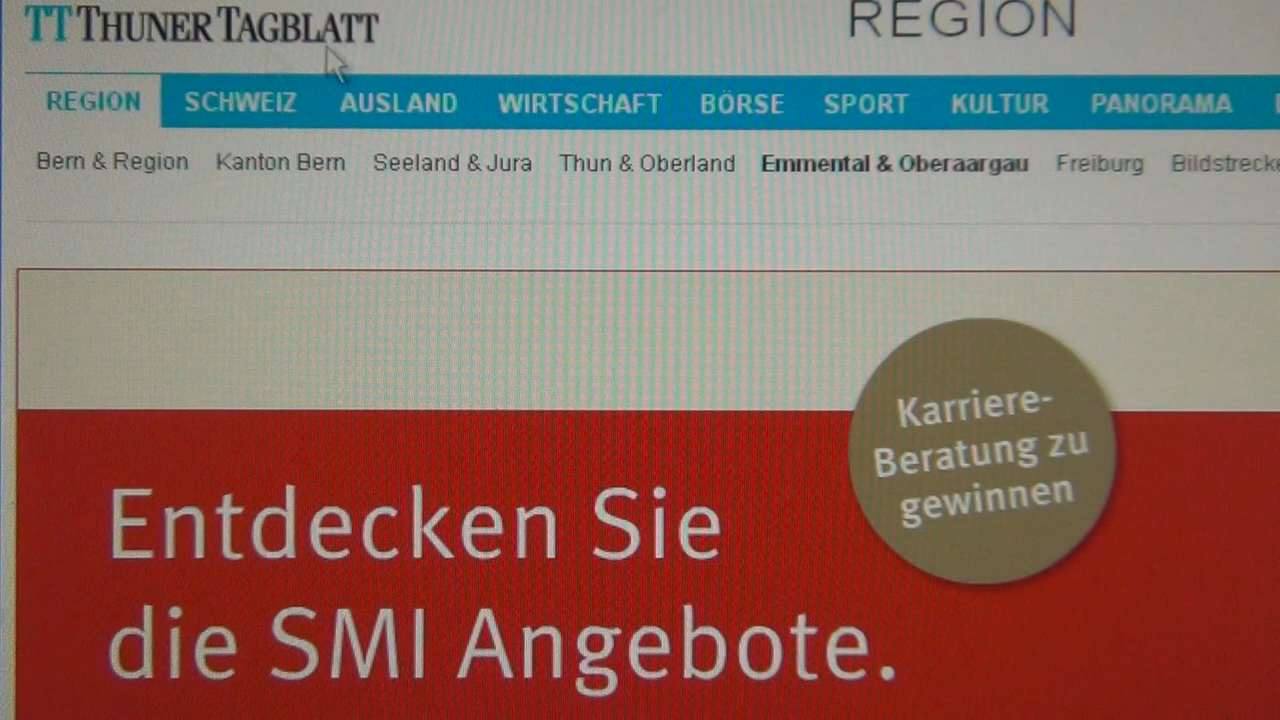 TT THUNER TAGBLATT
REGION
REGION SCHWEIZ AUSLAND WIRTSCHAFT BÖRSE SPORT KULTUR PANORAMA
Bern & Region Kanton Bern Seeland & Jura Thun & Oberland Emmental & Oberaargau Freiburg Bildstrecke
Karriere-
Beratung zu
gewinnen
Entdecken Sie
die SMI Angebote.